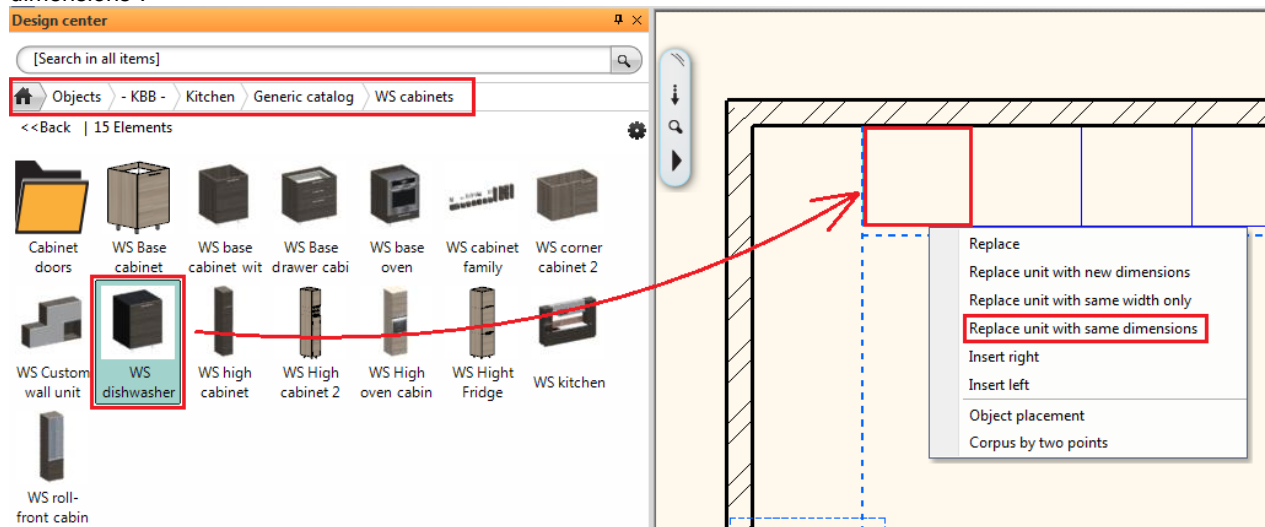 dimensions".
Design center
[Search in all items]
Objects - KBB - Kitchen Generic catalog WS cabinets
<<Back | 15 Elements
Cabinet doors
WS Base cabinet
WS base cabinet wit
WS Base drawer cabi
WS base oven
WS cabinet family
WS corner cabinet 2
WS Custom wall unit
WS dishwasher
WS high cabinet
WS High cabinet 2
WS High oven cabin
WS Hight Fridge
WS kitchen
WS roll-front cabin
Replace
Replace unit with new dimensions
Replace unit with same width only
Replace unit with same dimensions
Insert right
Insert left
Object placement
Corpus by two points